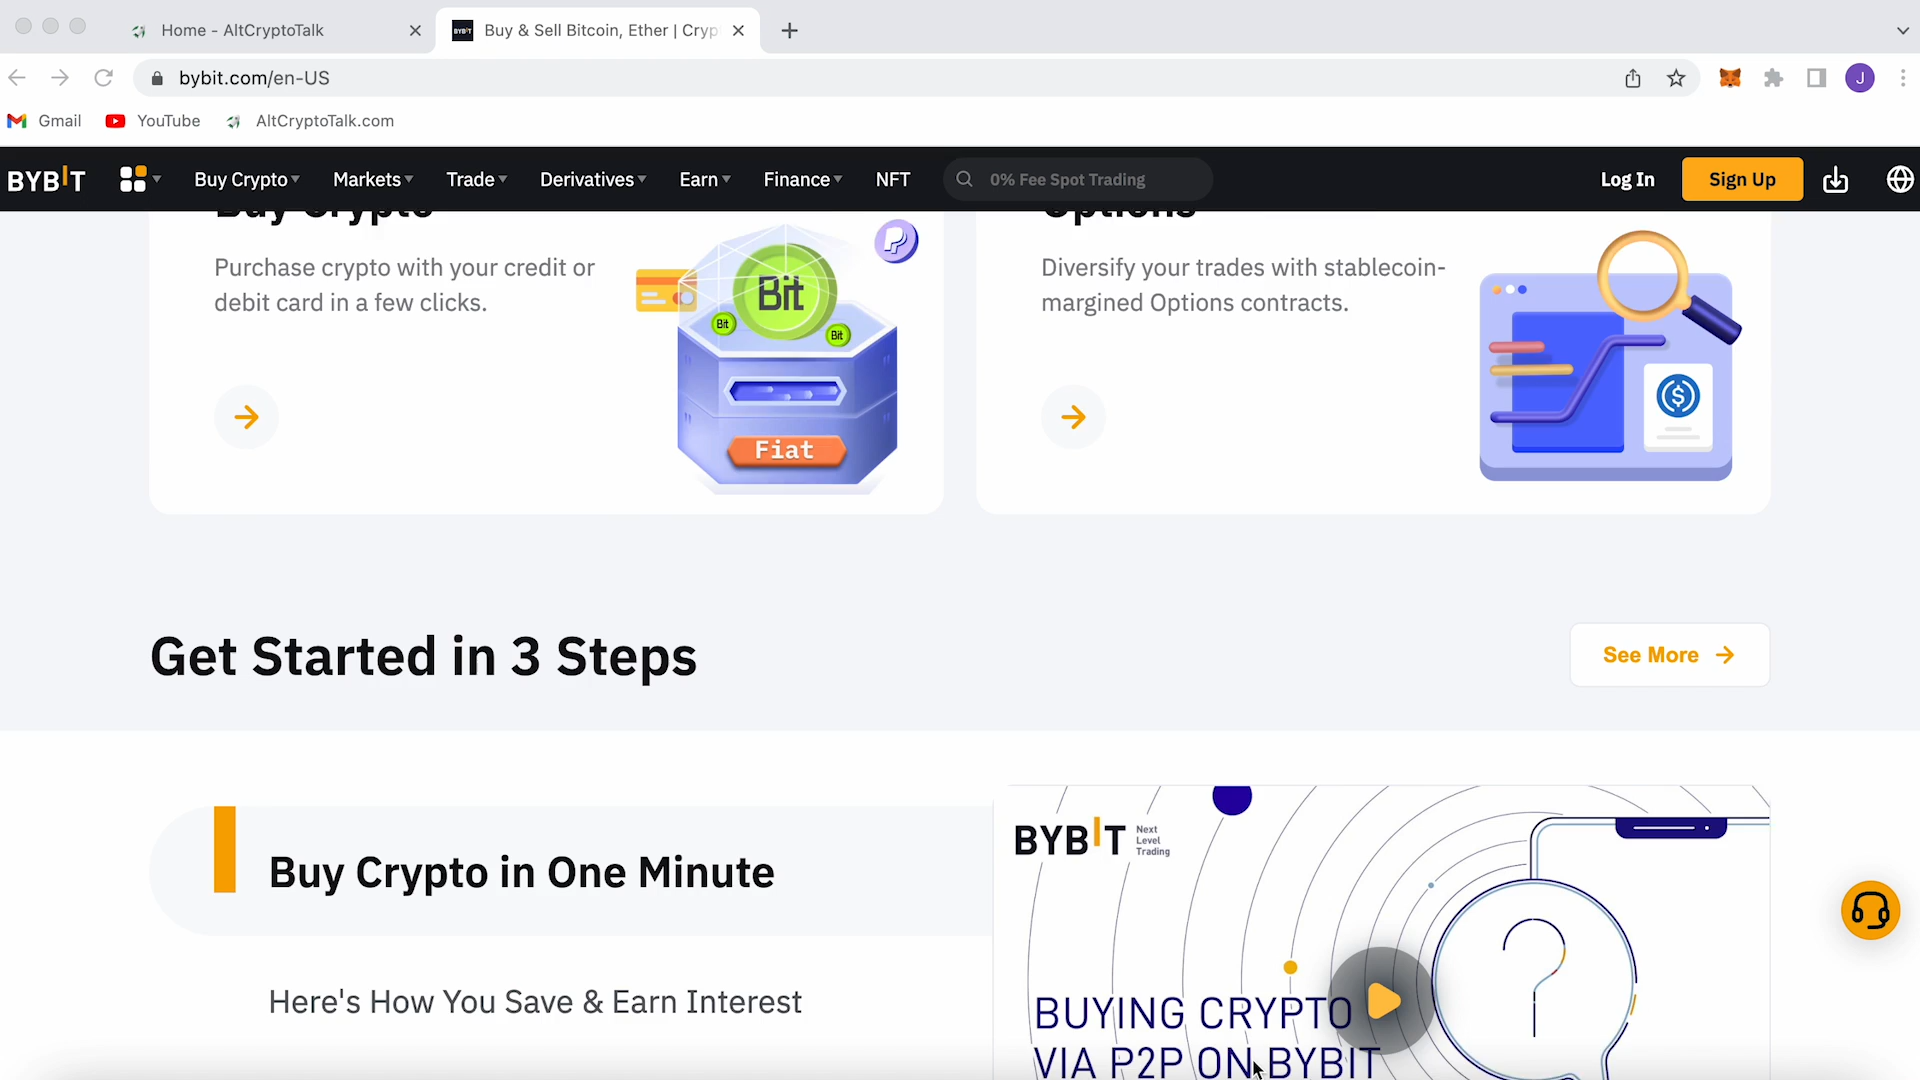 Home - AltCryptoTalk
BYBIT
Buy & Sell Bitcoin, Ether | Cryp
bybit.com/en-US
J
Gmail
YouTube
AltCryptoTalk.com
BYBIT
Buy Crypto
Markets
Trade
Derivatives
Earn
Finance
NFT
0% Fee Spot Trading
Log In
Sign Up
Buy Crypto
Options
Purchase crypto with your credit or
debit card in a few clicks.
Bit
Bit
Bit
Fiat
Diversify your trades with stablecoin-
margined Options contracts.
Get Started in 3 Steps
See More
Buy Crypto in One Minute
Here's How You Save & Earn Interest
BYBIT
Next
Level
Trading
BUYING CRYPTO
VIA P2P ON BYBIT